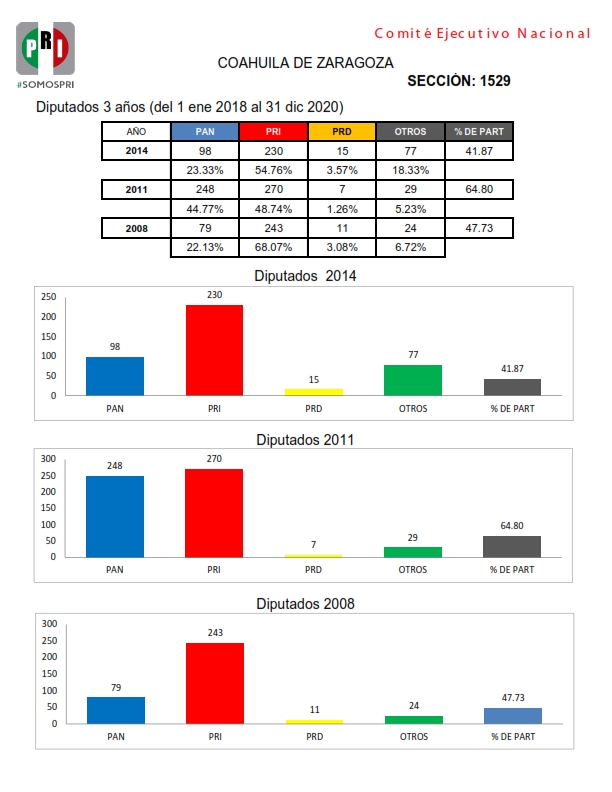 Comité Ejecutivo Nacional
PRI
#SOMOSPRI
COAHUILA DE ZARAGOZA
SECCIÓN: 1529
Diputados 3 años (del 1 ene 2018 al 31 dic 2020)
AÑO PAN PRI PRD OTROS % DE PART
2014 98 230 15 77 41.87
23.33% 54.76% 3.57% 18.33%
2011 248 270 7 29 64.80
44.77% 48.74% 1.26% 5.23%
2008 79 243 11 24 47.73
22.13% 68.07% 3.08% 6.72%
Diputados 2014
250
200
150
100
50
0
98 230 15 77 41.87
PAN PRI PRD OTROS % DE PART
Diputados 2011
300
250
200
150
100
50
0
248 270 7 29 64.80
PAN PRI PRD OTROS % DE PART
Diputados 2008
300
250
200
150
100
50
0
79 243 11 24 47.73
PAN PRI PRD OTROS % DE PART